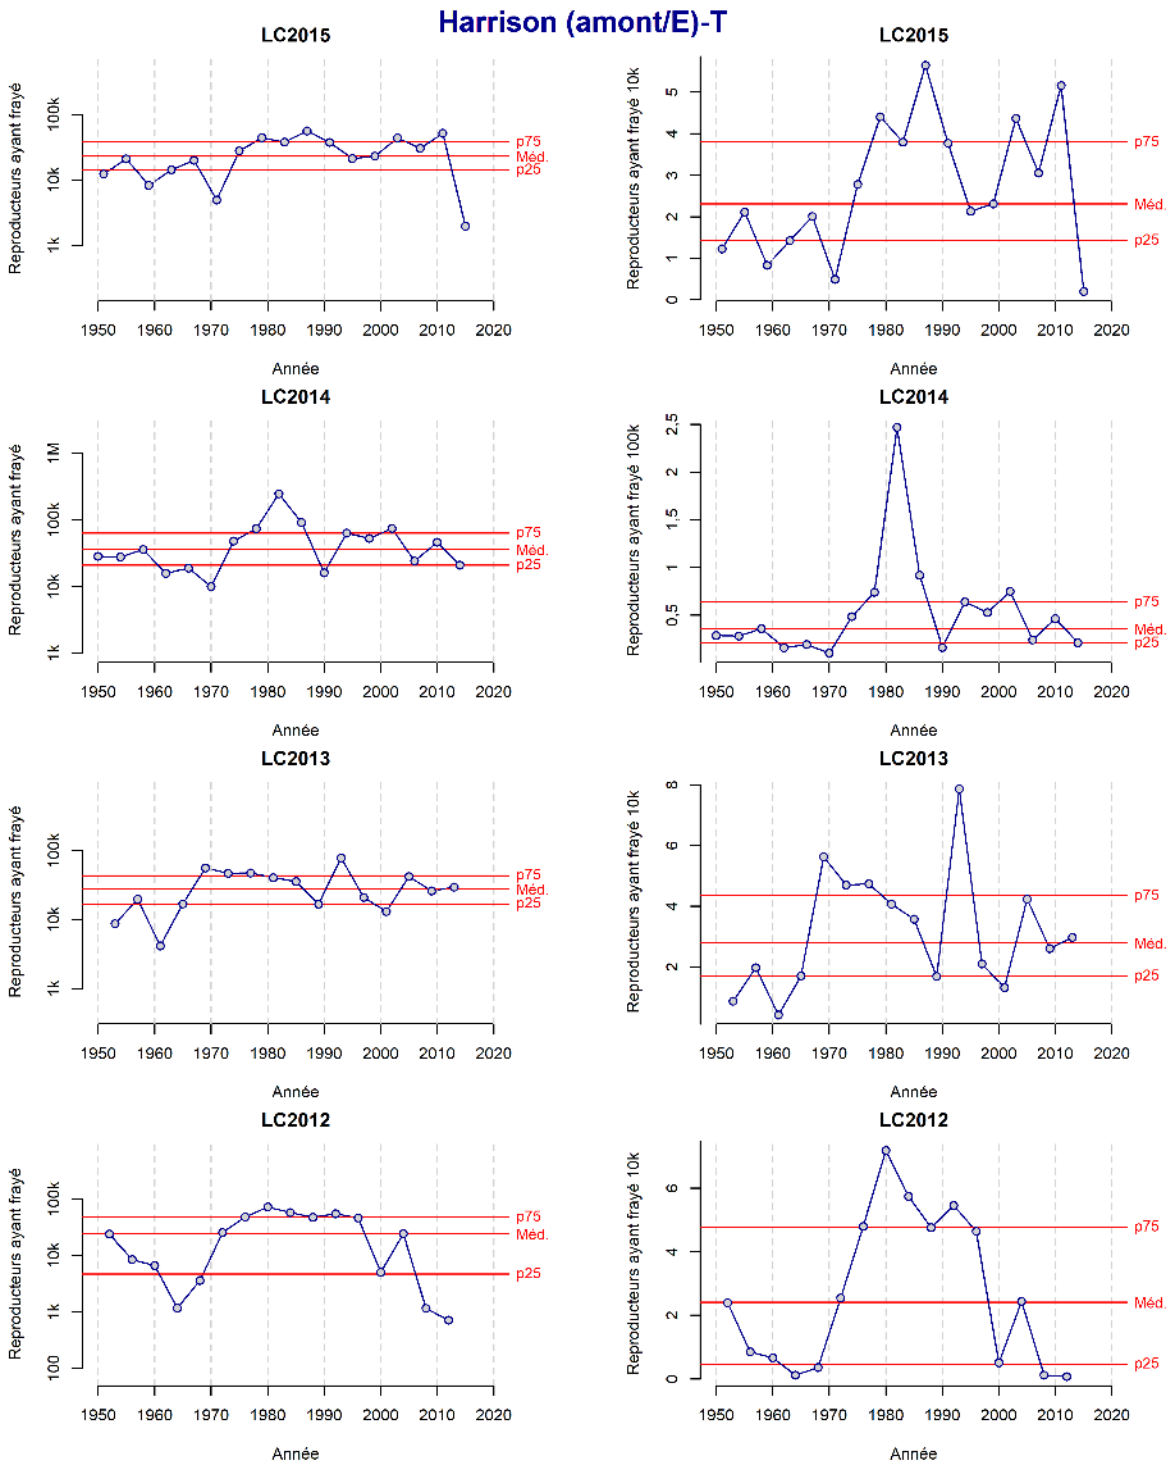 Harrison (amont/E)-T
LC2015
Reproducteurs ayant frayé
100k
10k
1k
p75
Méd.
p25
1950 1960 1970 1980 1990 2000 2010 2020
Année
LC2015
Reproducteurs ayant frayé 10k
5
4
3
2
1
0
p75
Méd.
p25
1950 1960 1970 1980 1990 2000 2010 2020
Année
LC2014
Reproducteurs ayant frayé
1M
100k
10k
1k
p75
Méd.
p25
1950 1960 1970 1980 1990 2000 2010 2020
Année
LC2014
Reproducteurs ayant frayé 100k
2,5
2
1,5
1
0,5
p75
Méd.
p25
1950 1960 1970 1980 1990 2000 2010 2020
Année
LC2013
Reproducteurs ayant frayé
100k
10k
1k
p75
Méd.
p25
1950 1960 1970 1980 1990 2000 2010 2020
Année
LC2013
Reproducteurs ayant frayé 10k
8
6
4
2
p75
Méd.
p25
1950 1960 1970 1980 1990 2000 2010 2020
Année
LC2012
Reproducteurs ayant frayé
100k
10k
1k
100
p75
Méd.
p25
1950 1960 1970 1980 1990 2000 2010 2020
Année
LC2012
Reproducteurs ayant frayé 10k
6
4
2
0
p75
Méd.
p25
1950 1960 1970 1980 1990 2000 2010 2020
Année